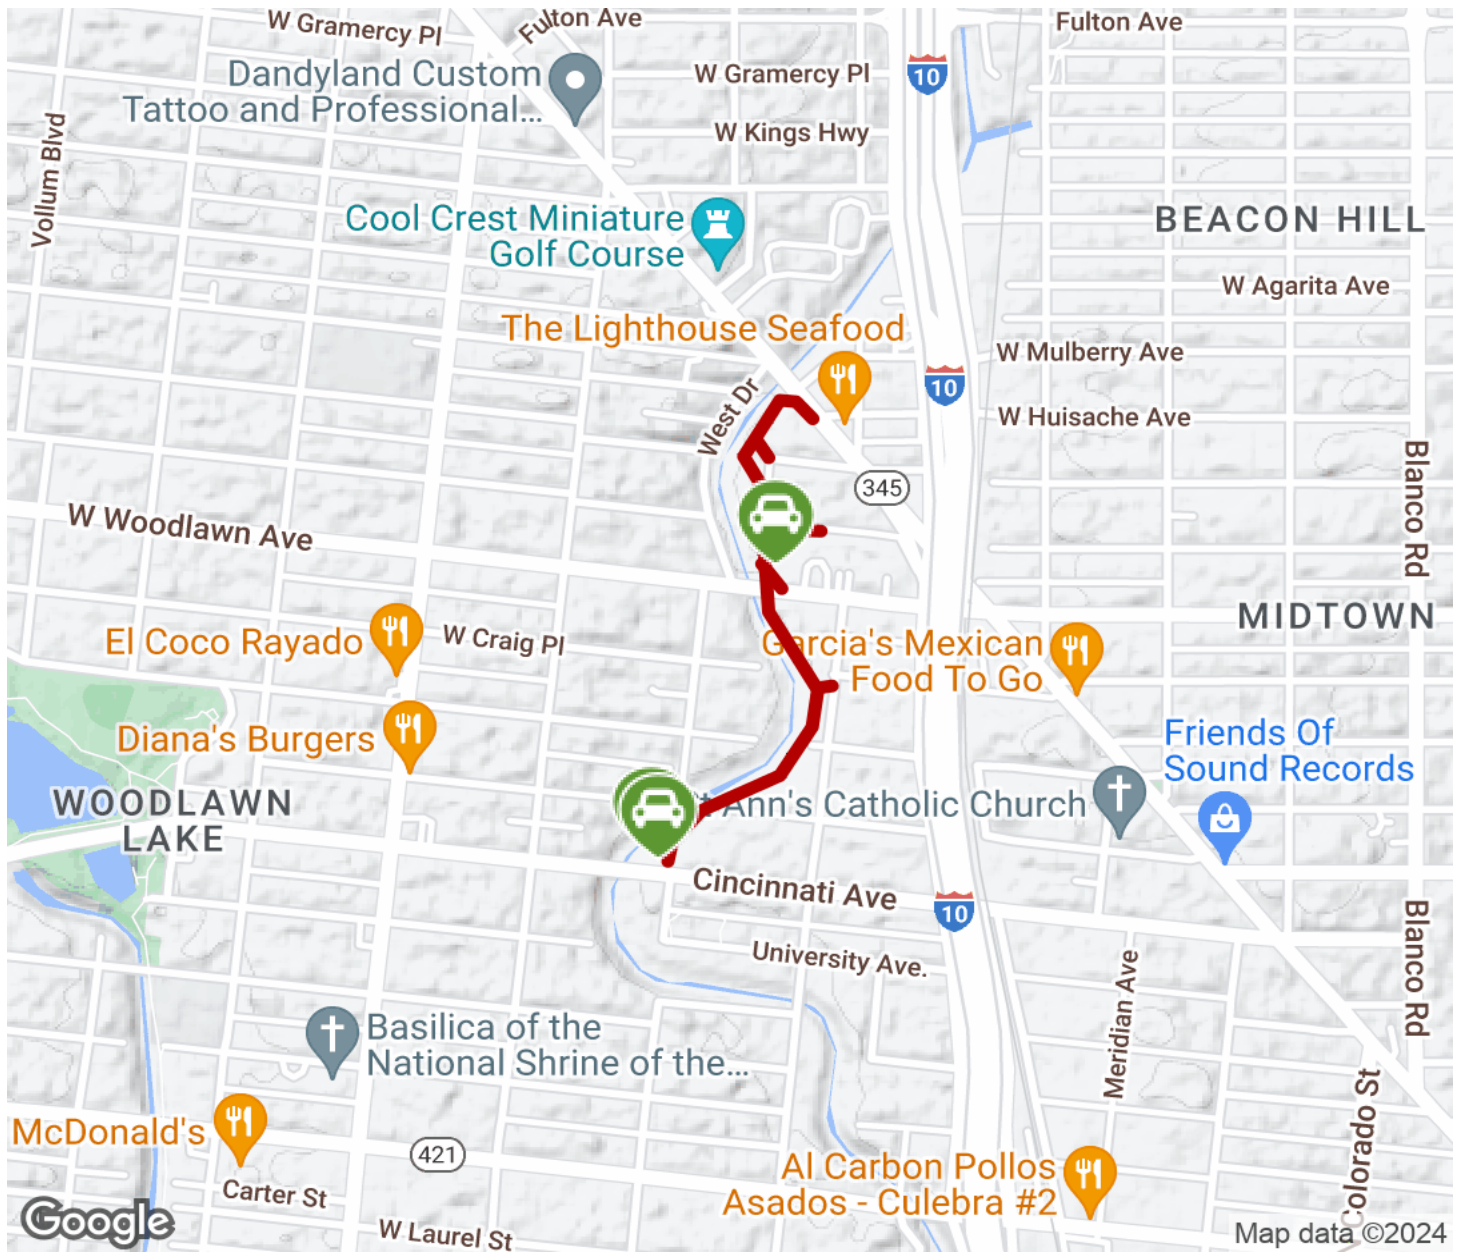 W Gramercy Pl
Fulton Ave
Fulton Ave
Dandyland Custom
Tattoo and Professional...
W Gramercy Pl
10
W Kings Hwy
Vollum Blvd
Cool Crest Miniature
Golf Course
BEACON HILL
W Agarita Ave
The Lighthouse Seafood
W Mulberry Ave
10
West Dr
W Huisache Ave
345
Blanco Rd
W Woodlawn Ave
El Coco Rayado
W Craig Pl
Garcia's Mexican
Food To Go
MIDTOWN
Diana's Burgers
Friends Of
Sound Records
WOODLAWN
LAKE
Ann's Catholic Church
Cincinnati Ave
10
University Ave.
Blanco Rd
Meridian Ave
Basilica of the
National Shrine of the...
McDonald's
421
Carter St
Al Carbon Pollos
Asados - Culebra #2
Colorado St
W Laurel St
Google
Map data ©2024